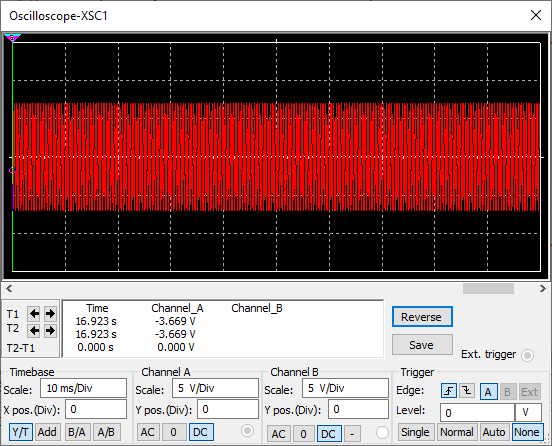 Oscilloscope-XSC1
T1
T2
T2-T1
Time Channel_A Channel_B
16.923 s -3.669 V
16.923 s -3.669 V
0.000 s 0.000 V
Reverse
Save
Ext. trigger
Timebase
Scale: 10 ms/Div
X pos.(Div): 0
Y/T Add B/A A/B
Channel A
Scale: 5 V/Div
Y pos.(Div): 0
AC 0 DC
Channel B
Scale: 5 V/Div
Y pos.(Div): 0
AC 0 DC -
Trigger
Edge: A B Ext
Level: 0 V
Single Normal Auto None